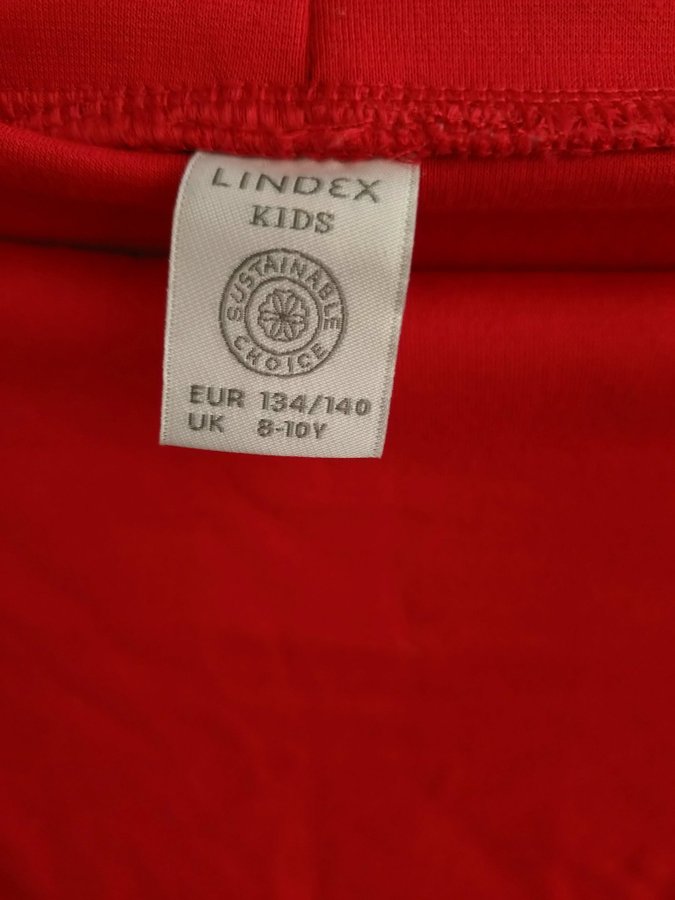 LINDEX
KIDS
SUSTAINABLE
CHOICE
EUR 134/140
UK 8-10Y